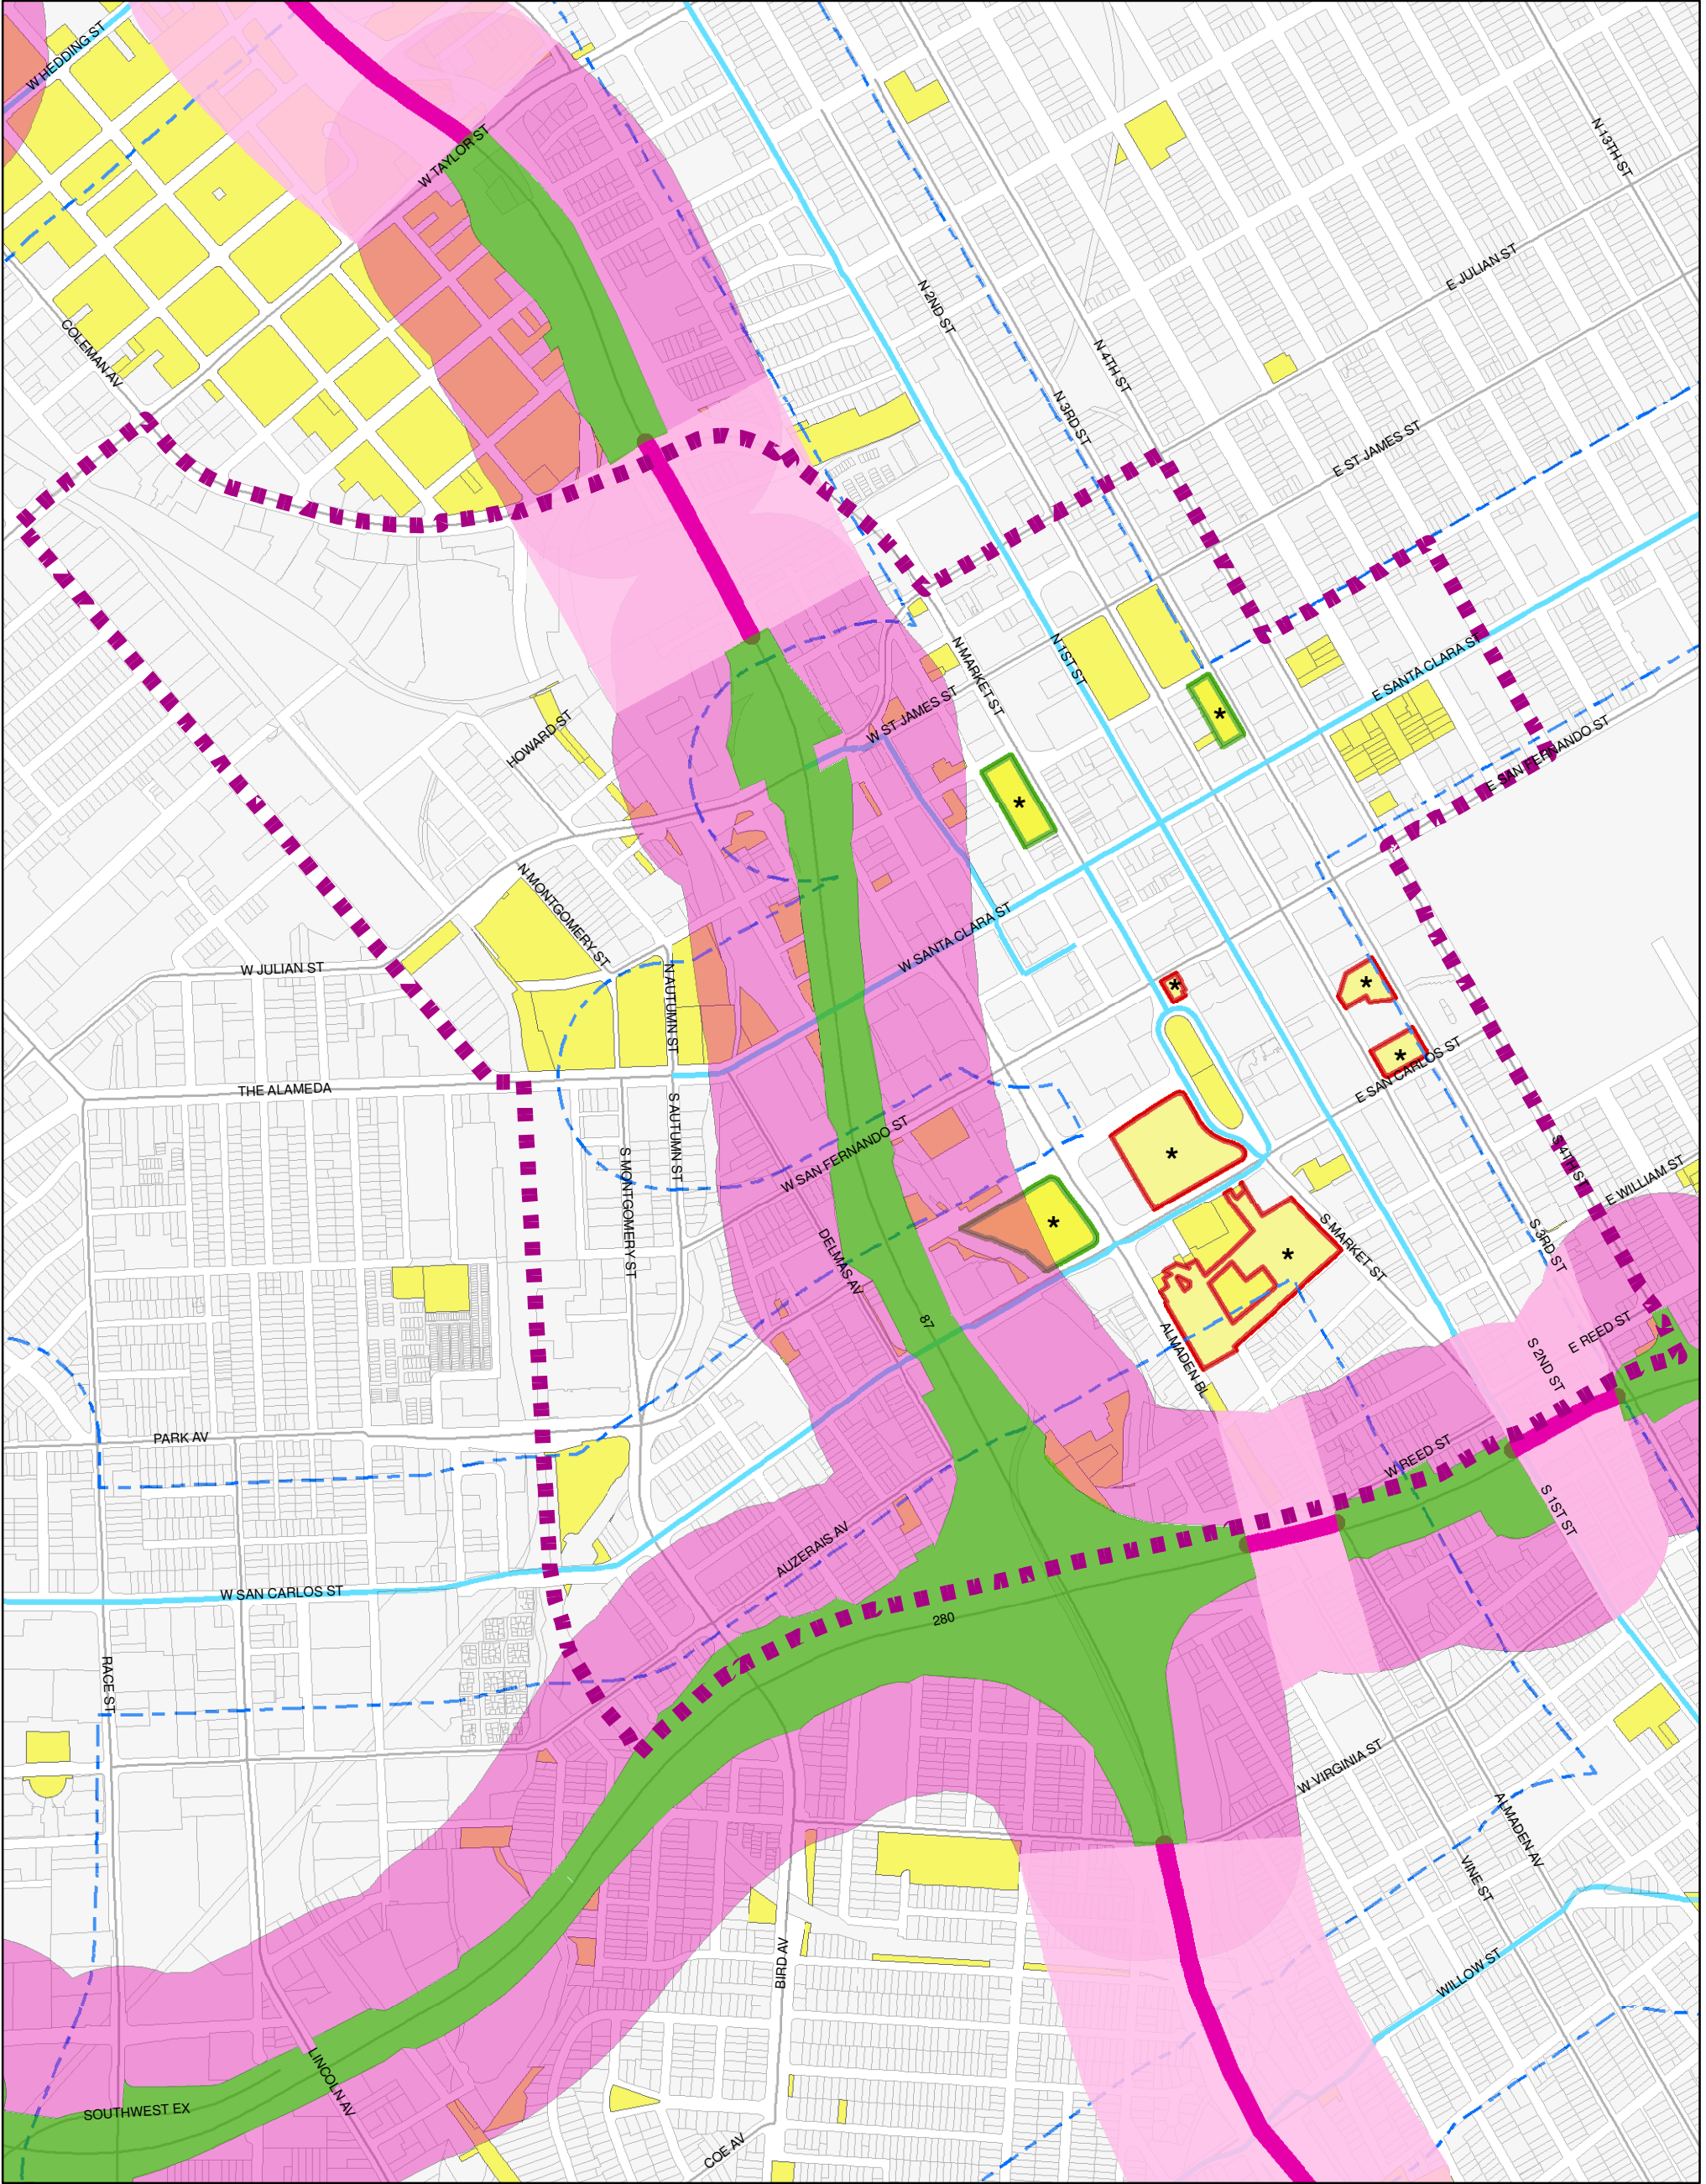 W HEDDING ST
W TAYLOR ST
N 13TH ST
E JULIAN ST
N 2ND ST
COLEMAN AV
N 4TH ST
N 3RD ST
E ST JAMES ST
N 1ST ST
N MARKET ST
E SANTA CLARA ST
W ST JAMES ST
HOWARD ST
E SAN FERNANDO ST
*
*
*
N MONTGOMERY ST
W SANTA CLARA ST
W JULIAN ST
N AUTUMN ST
*
*
*
E SAN CARLOS ST
THE ALAMEDA
S AUTUMN ST
W SAN FERNANDO ST
S MONTGOMERY ST
*
S 4TH ST
E WILLIAM ST
*
*
DELMAS AV
S MARKET ST
S 3RD ST
87
E REED ST
ALMADEN BL
S 2ND ST
PARK AV
W REED ST
S 1ST ST
AUZERAIS AV
W SAN CARLOS ST
280
RACE ST
W VIRGINIA ST
ALMADEN AV
VINE ST
BIRD AV
WILLOW ST
LINCOLN AV
SOUTHWEST EX
COE AV